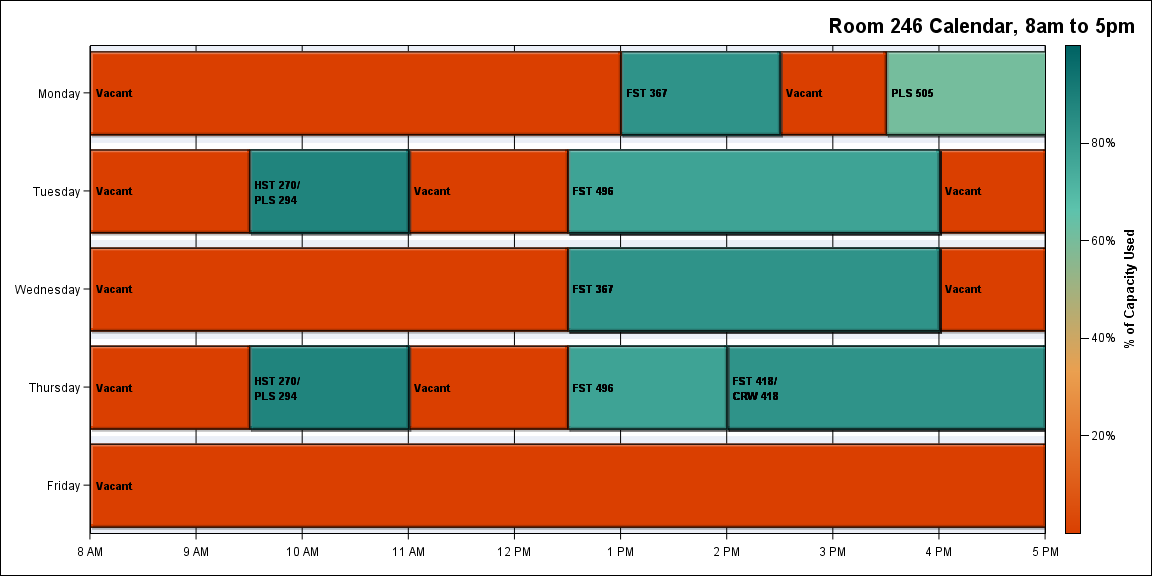 Room 246 Calendar, 8am to 5pm
Monday
Vacant
FST 367
Vacant
PLS 505
Tuesday
Vacant
HST 270/
PLS 294
Vacant
FST 496
Vacant
Wednesday
Vacant
FST 367
Vacant
Thursday
Vacant
HST 270/
PLS 294
Vacant
FST 496
FST 418/
CRW 418
Friday
Vacant
8 AM
9 AM
10 AM
11 AM
12 PM
1 PM
2 PM
3 PM
4 PM
5 PM
80%
60%
40%
20%
% of Capacity Used